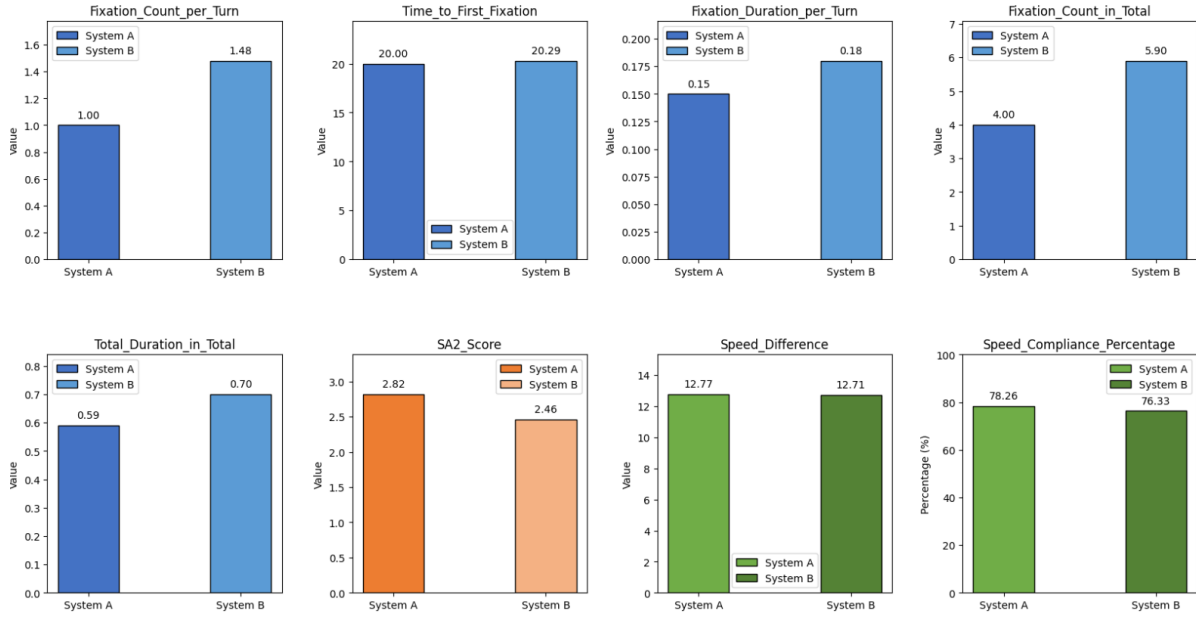 Fixation_Count_per_Turn
Value
1.6
1.4
1.2
1.0
0.8
0.6
0.4
0.2
0.0
System A
System B
1.00
1.48
System A
System B
Time_to_First_Fixation
Value
20
15
10
5
0
20.00
20.29
System A
System B
System A
System B
Fixation_Duration_per_Turn
Value
0.200
0.175
0.150
0.125
0.100
0.075
0.050
0.025
0.000
System A
System B
0.15
0.18
System A
System B
Fixation_Count_in_Total
Value
7
6
5
4
3
2
1
0
System A
System B
4.00
5.90
System A
System B
Total_Duration_in_Total
Value
0.8
0.7
0.6
0.5
0.4
0.3
0.2
0.1
0.0
System A
System B
0.59
0.70
System A
System B
SA2_Score
Value
3.0
2.5
2.0
1.5
1.0
0.5
0.0
System A
System B
2.82
2.46
System A
System B
Speed_Difference
Value
14
12
10
8
6
4
2
0
12.77
12.71
System A
System B
System A
System B
Speed_Compliance_Percentage
Percentage (%)
100
80
60
40
20
0
System A
System B
78.26
76.33
System A
System B